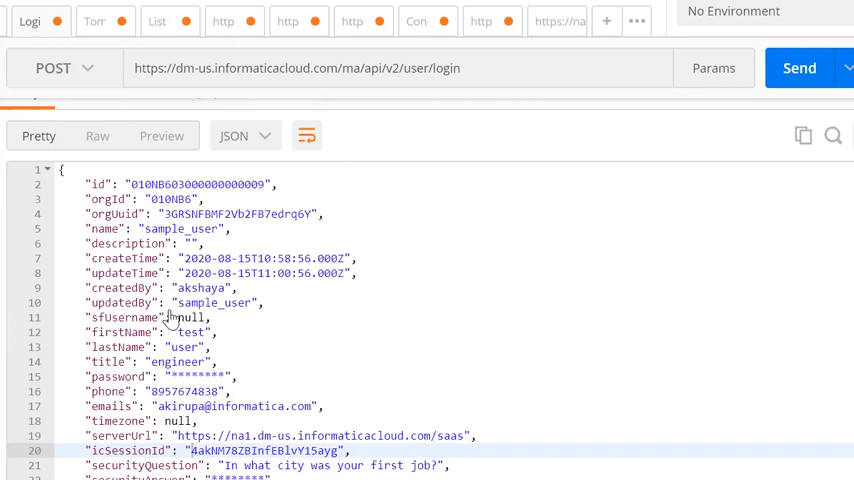 Logi Tom List http http http Con http https://na + ••• No Environment
POST https://dm-us.informaticacloud.com/ma/api/v2/user/login Params Send
Pretty Raw Preview JSON
1 {
2 "id": "010NB603000000000009",
3 "orgId": "010NB6",
4 "orgUuid": "3GRSNFBMF2Vb2FB7edrq6Y",
5 "name": "sample_user",
6 "description": "",
7 "createTime": "2020-08-15T10:58:56.000Z",
8 "updateTime": "2020-08-15T11:00:56.000Z",
9 "createdBy": "akshaya",
10 "updatedBy": "sample_user",
11 "sfUsername": null,
12 "firstName": "test",
13 "lastName": "user",
14 "title": "engineer",
15 "password": "********",
16 "phone": "8957674838",
17 "emails": "akirupa@informatica.com",
18 "timezone": null,
19 "serverUrl": "https://na1.dm-us.informaticacloud.com/saas",
20 "icSessionId": "4akNM78ZBInfEBlvY15ayg",
21 "securityQuestion": "In what city was your first job?",
"securityAnswer": "********"